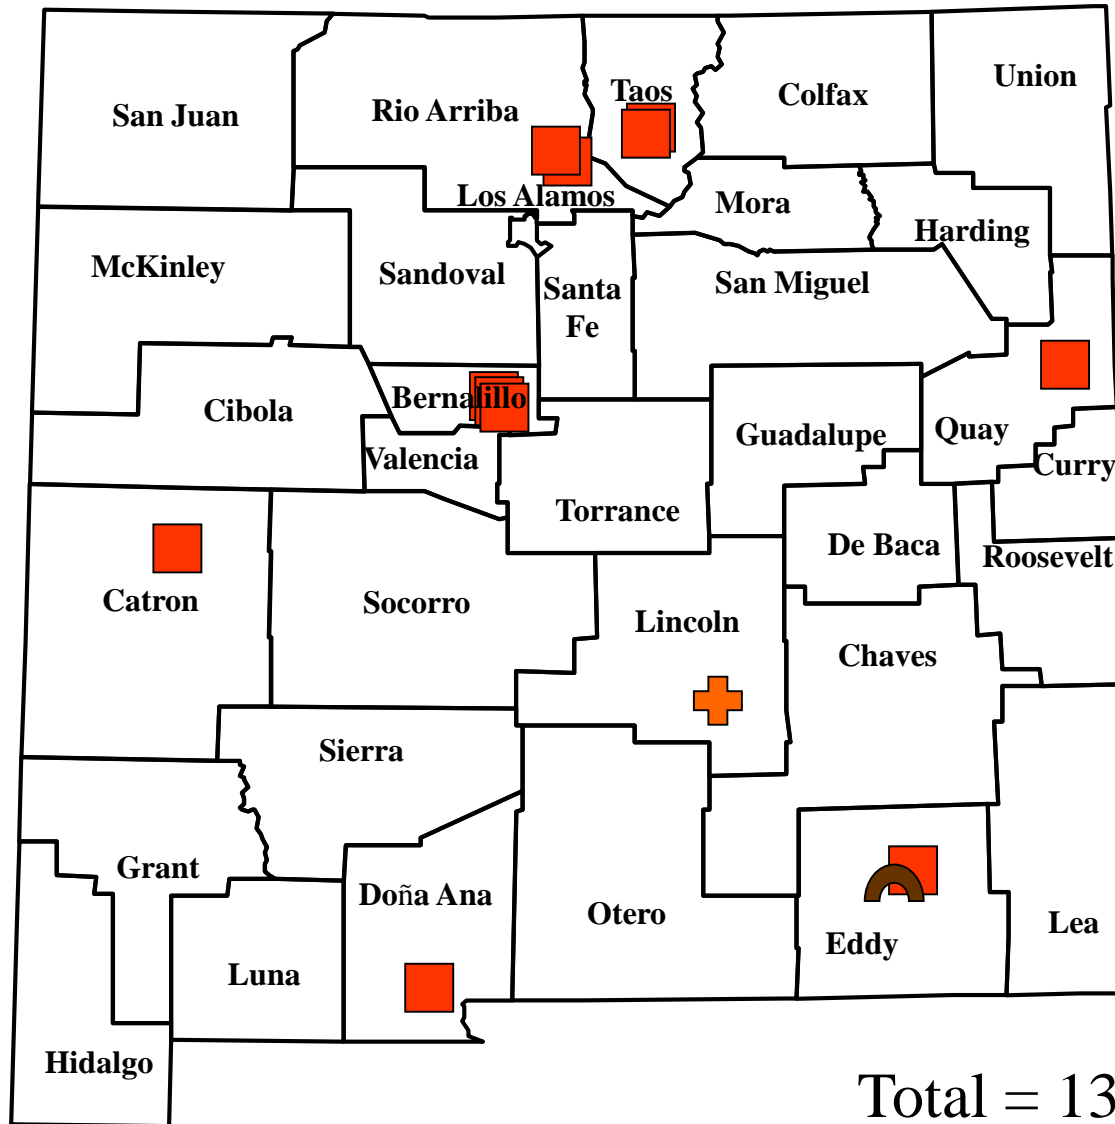 Union
Taos
Colfax
San Juan
Rio Arriba
Los Alamos
Mora
Harding
McKinley
Sandoval
Santa
Fe
San Miguel
Bernalillo
Cibola
Guadalupe
Quay
Valencia
Curry
Torrance
De Baca
Roosevelt
Catron
Socorro
Lincoln
Chaves
Sierra
Grant
Doña Ana
Otero
Eddy
Lea
Luna
Hidalgo
Total = 13